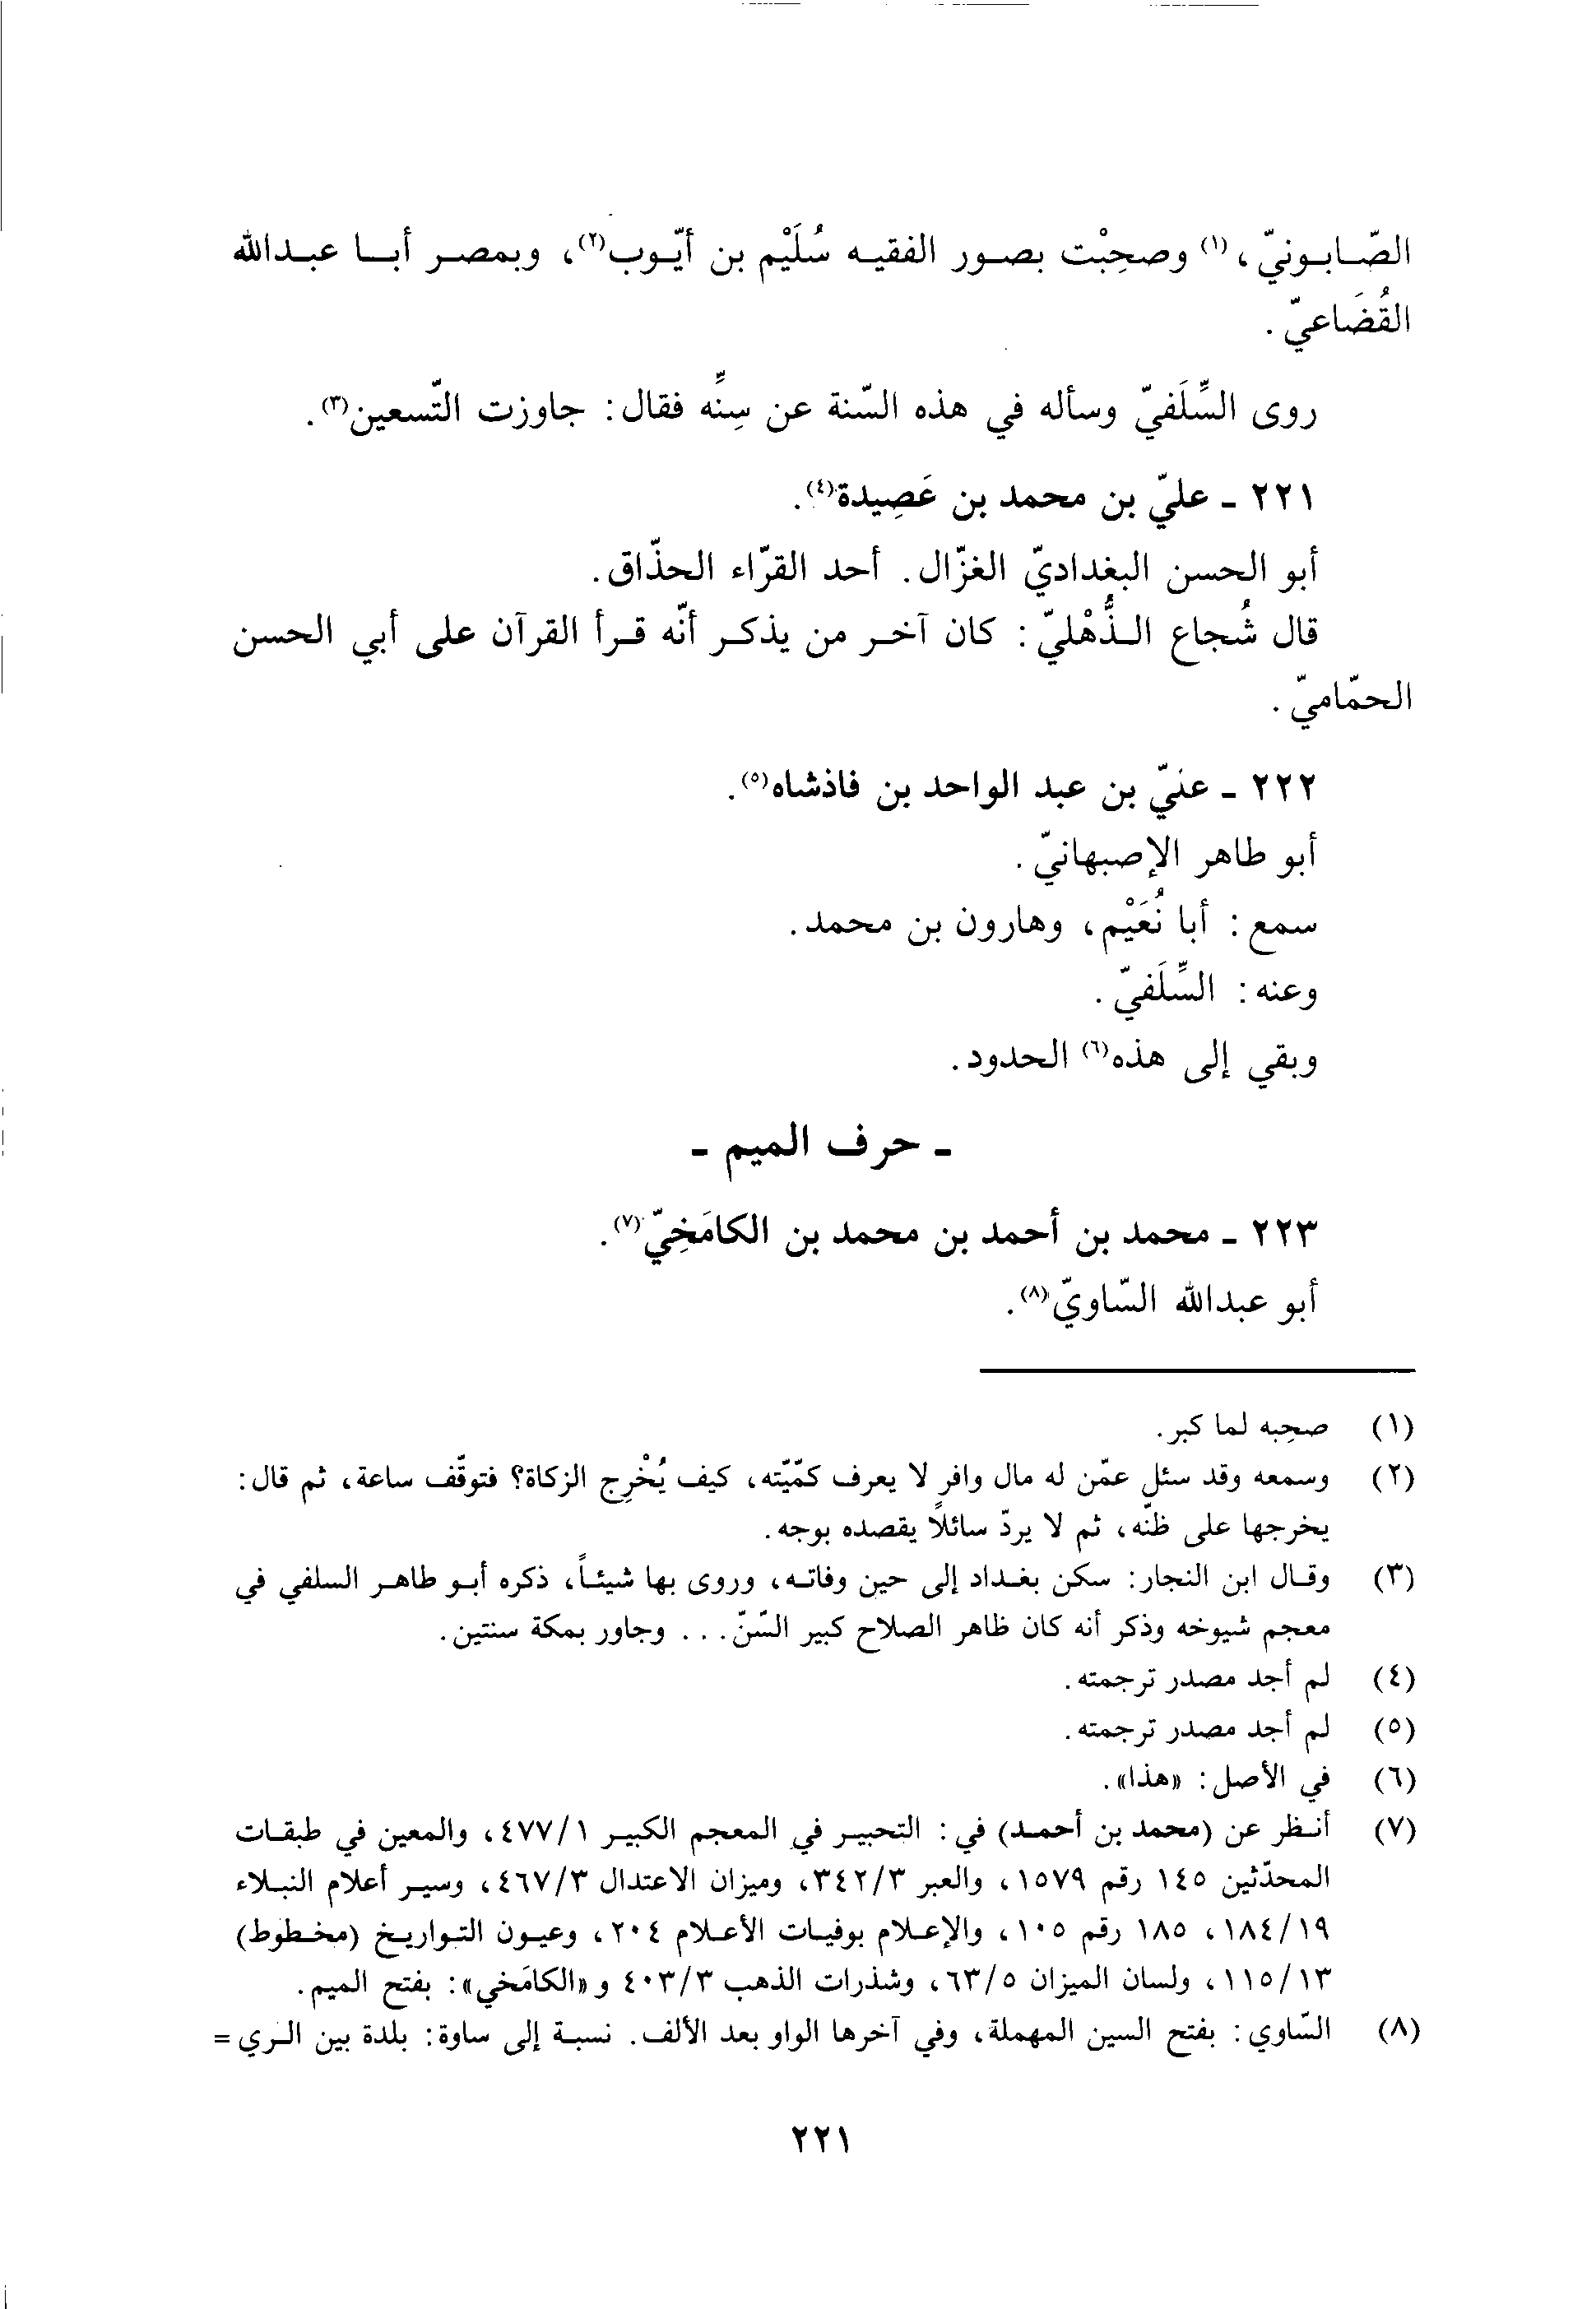 الصّابونيّ،(١) وصحِبْت بصور الفقيه سُلَيْم بن أيّوب(٢)، وبمصر أبا عبدالله
القُضَاعيّ.
روى السِّلَفيّ وسأله في هذه السّنة عن سِنِّه فقال: جاوزت التّسعين(٣).
٢٢١ - عليّ بن محمد بن عَصِيدة(٤).
أبو الحسن البغداديّ الغزّال. أحد القرّاء الحذّاق.
قال شُجاع الذُّهْليّ: كان آخر من يذكر أنّه قرأ القرآن على أبي الحسن
الحمّاميّ.
٢٢٢ - عنيّ بن عبد الواحد بن فاذشاه(٥).
أبو طاهر الإصبهانيّ.
سمع: أبا نُعَيْم، وهارون بن محمد.
وعنه: السِّلَفيّ.
وبقي إلى هذه(٦) الحدود.
- حرف الميم -
٢٢٣ - محمد بن أحمد بن محمد بن الكامَخِيّ(٧).
أبو عبدالله السّاويّ(٨).
(١) صحِبه لما كبر.
(٢) وسمعه وقد سئل عمّن له مال وافر لا يعرف كمّيّته، كيف يُخْرِج الزكاة؟ فتوقّف ساعة، ثم قال:
يخرجها على ظنّه، ثم لا يردّ سائلاً يقصده بوجه.
(٣) وقال ابن النجار: سكن بغداد إلى حين وفاته، وروى بها شيئاً، ذكره أبو طاهر السلفي في
معجم شيوخه وذكر أنه كان ظاهر الصلاح كبير السّنّ... وجاور بمكة سنتين.
(٤) لم أجد مصدر ترجمته.
(٥) لم أجد مصدر ترجمته.
(٦) في الأصل: «هذا».
(٧) أنظر عن (محمد بن أحمد) في: التحبير في المعجم الكبير ٤٧٧/١، والمعين في طبقات
المحدّثين ١٤٥ رقم ١٥٧٩، والعبر ٣٤٢/٣، وميزان الاعتدال ٤٦٧/٣، وسير أعلام النبلاء
١٨٤/١٩، ١٨٥ رقم ١٠٥، والإعلام بوفيات الأعلام ٢٠٤، وعيون التواريخ (مخطوط)
١١٥/١٣، ولسان الميزان ٦٣/٥، وشذرات الذهب ٤٠٣/٣ و«الكامَخي»: بفتح الميم.
(٨) السّاوي: بفتح السين المهملة، وفي آخرها الواو بعد الألف. نسبة إلى ساوة: بلدة بين الري =
٢٢١